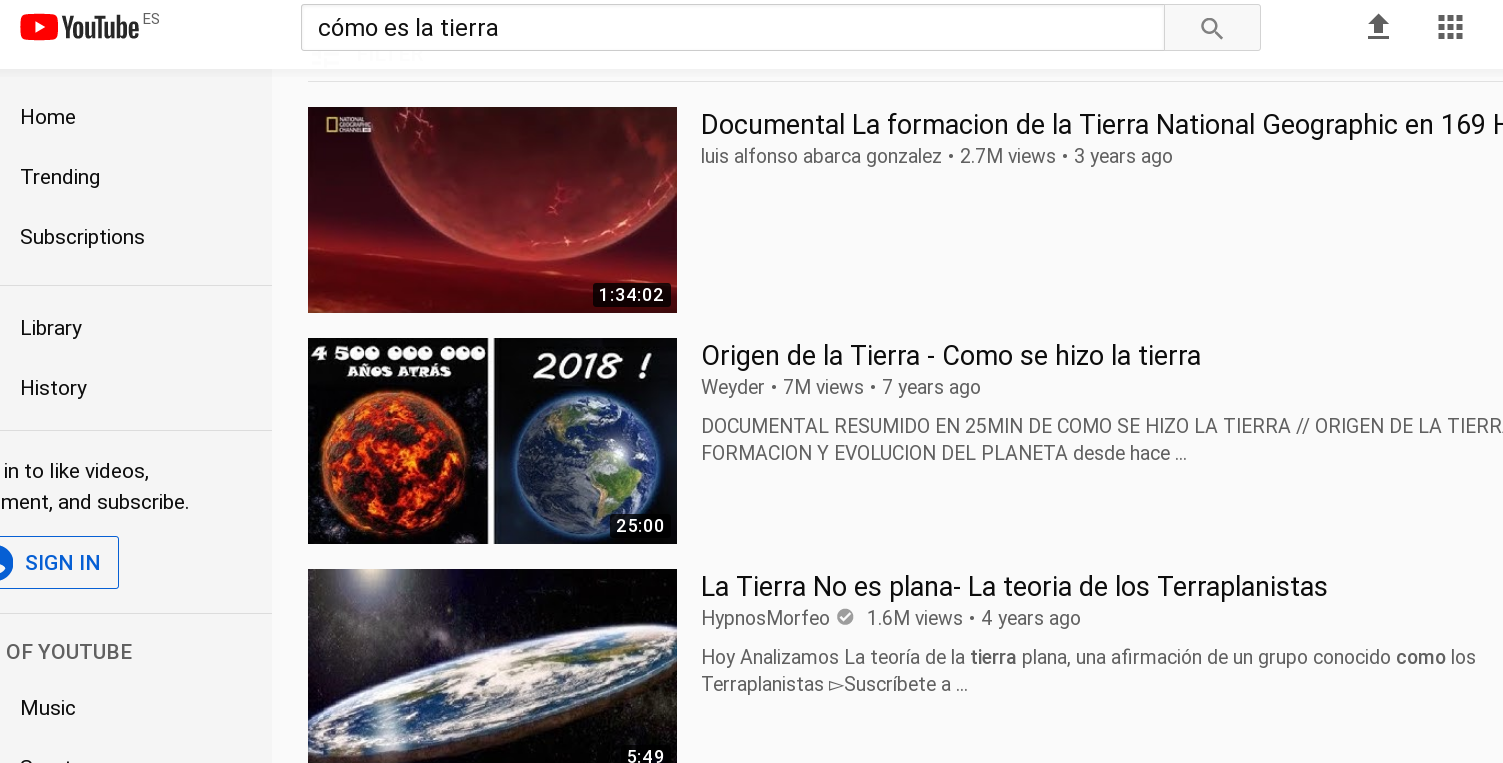 YouTube ES
cómo es la tierra
Home
Trending
Subscriptions
Library
History
in to like videos,
ment, and subscribe.
SIGN IN
OF YOUTUBE
Music
NATIONAL
GEOGRAPHIC
CHANNEL HD
1:34:02
Documental La formacion de la Tierra National Geographic en 169 H
luis alfonso abarca gonzalez • 2.7M views • 3 years ago
4 500 000 000
AÑOS ATRÁS
2018 !
25:00
Origen de la Tierra - Como se hizo la tierra
Weyder • 7M views • 7 years ago
DOCUMENTAL RESUMIDO EN 25MIN DE COMO SE HIZO LA TIERRA // ORIGEN DE LA TIERRA
FORMACION Y EVOLUCION DEL PLANETA desde hace ...
5:49
La Tierra No es plana- La teoria de los Terraplanistas
HypnosMorfeo 1.6M views • 4 years ago
Hoy Analizamos La teoría de la tierra plana, una afirmación de un grupo conocido como los
Terraplanistas ▻Suscríbete a ...